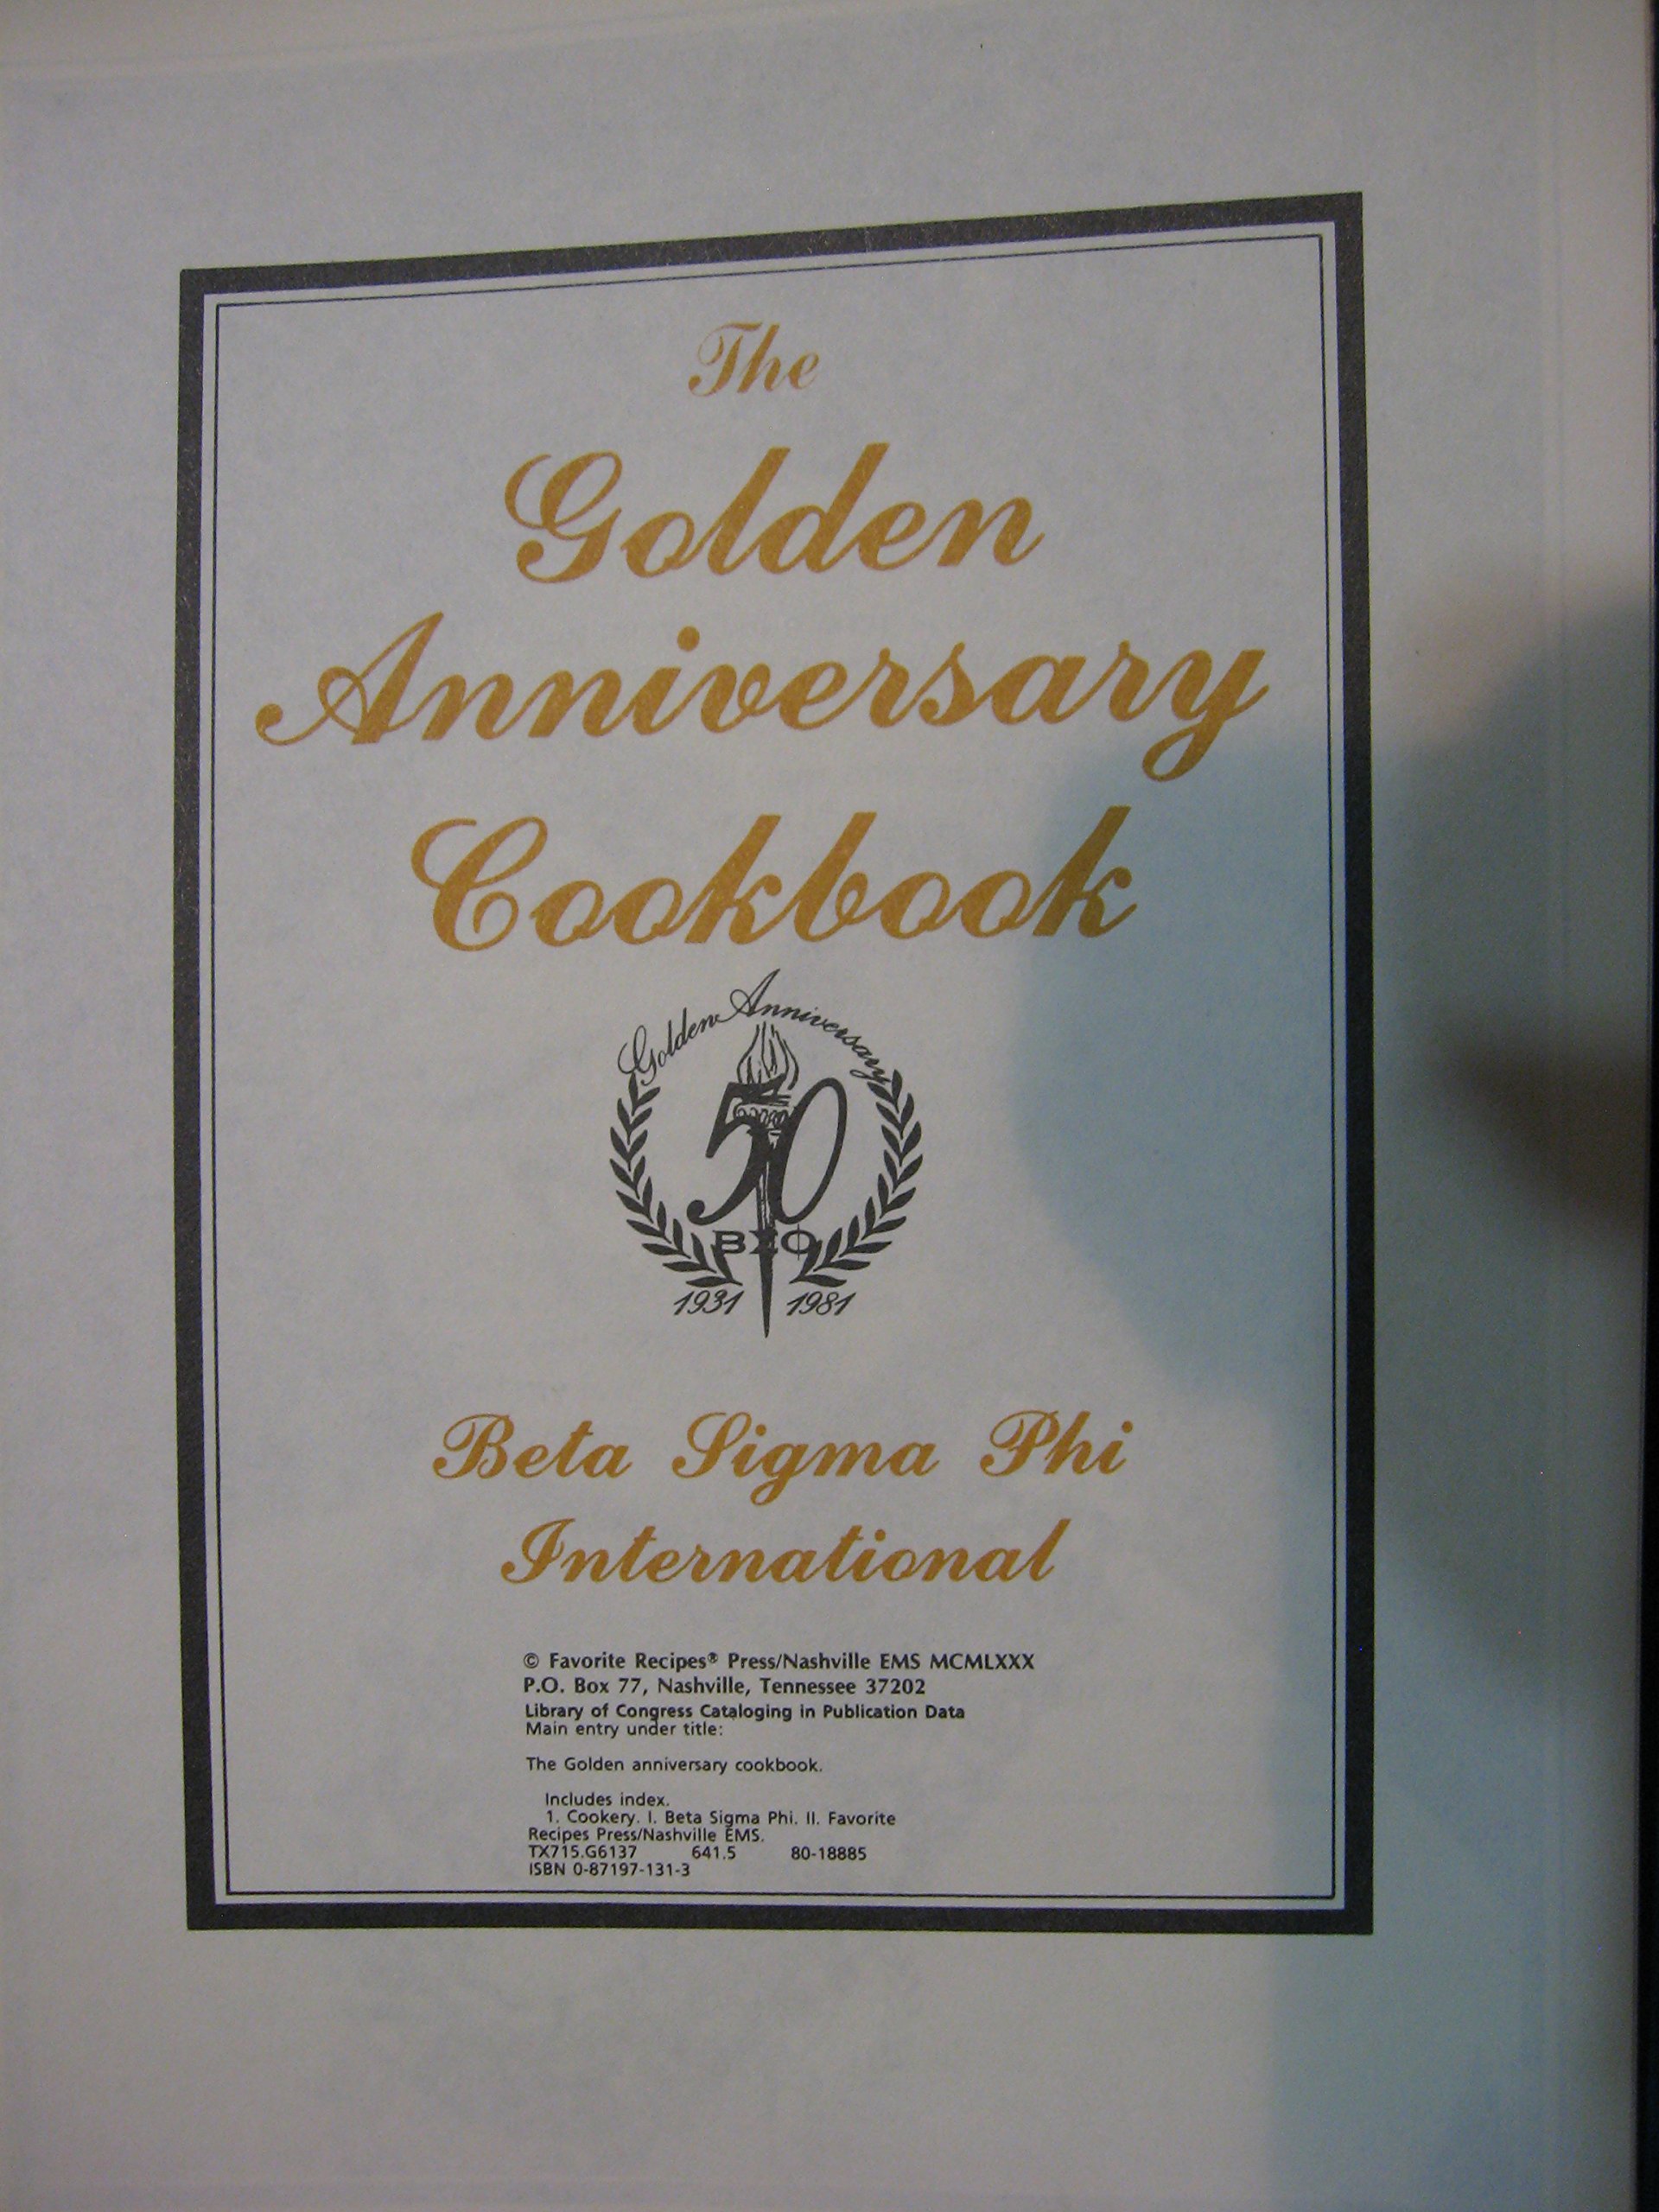 The
Golden
Anniversary
Cookbook
Golden Anniversary
50
ΒΣΦ
1931 1981
Beta Sigma Phi
International
© Favorite Recipes® Press/Nashville EMS MCMLXXX
P.O. Box 77, Nashville, Tennessee 37202
Library of Congress Cataloging in Publication Data
Main entry under title:
The Golden anniversary cookbook.
Includes index.
1. Cookery. I. Beta Sigma Phi. II. Favorite
Recipes Press/Nashville EMS.
TX715.G6137 641.5 80-18885
ISBN 0-87197-131-3